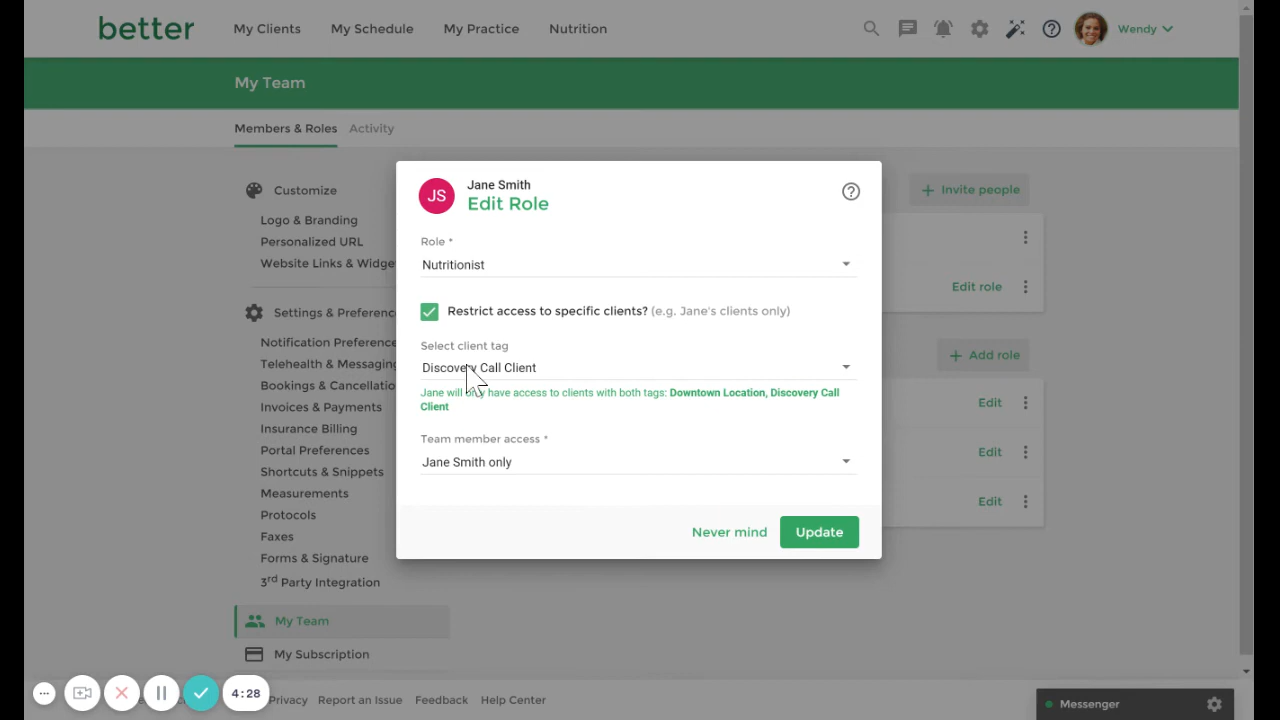 better
My Clients
My Schedule
My Practice
Nutrition
Wendy
My Team
Members & Roles
Activity
Customize
Logo & Branding
Personalized URL
Website Links & Widge
Settings & Preferenc
Notification Preference
Telehealth & Messaging
Bookings & Cancellatio
Invoices & Payments
Insurance Billing
Portal Preferences
Shortcuts & Snippets
Measurements
Protocols
Faxes
Forms & Signature
3rd Party Integration
My Team
My Subscription
Invite people
Edit role
Add role
Edit
Edit
Edit
JS
Jane Smith
Edit Role
Role *
Nutritionist
Restrict access to specific clients? (e.g. Jane's clients only)
Select client tag
Discovery Call Client
Jane will only have access to clients with both tags: Downtown Location, Discovery Call
Client
Team member access *
Jane Smith only
Never mind
Update
4:28
Privacy
Report an Issue
Feedback
Help Center
Messenger